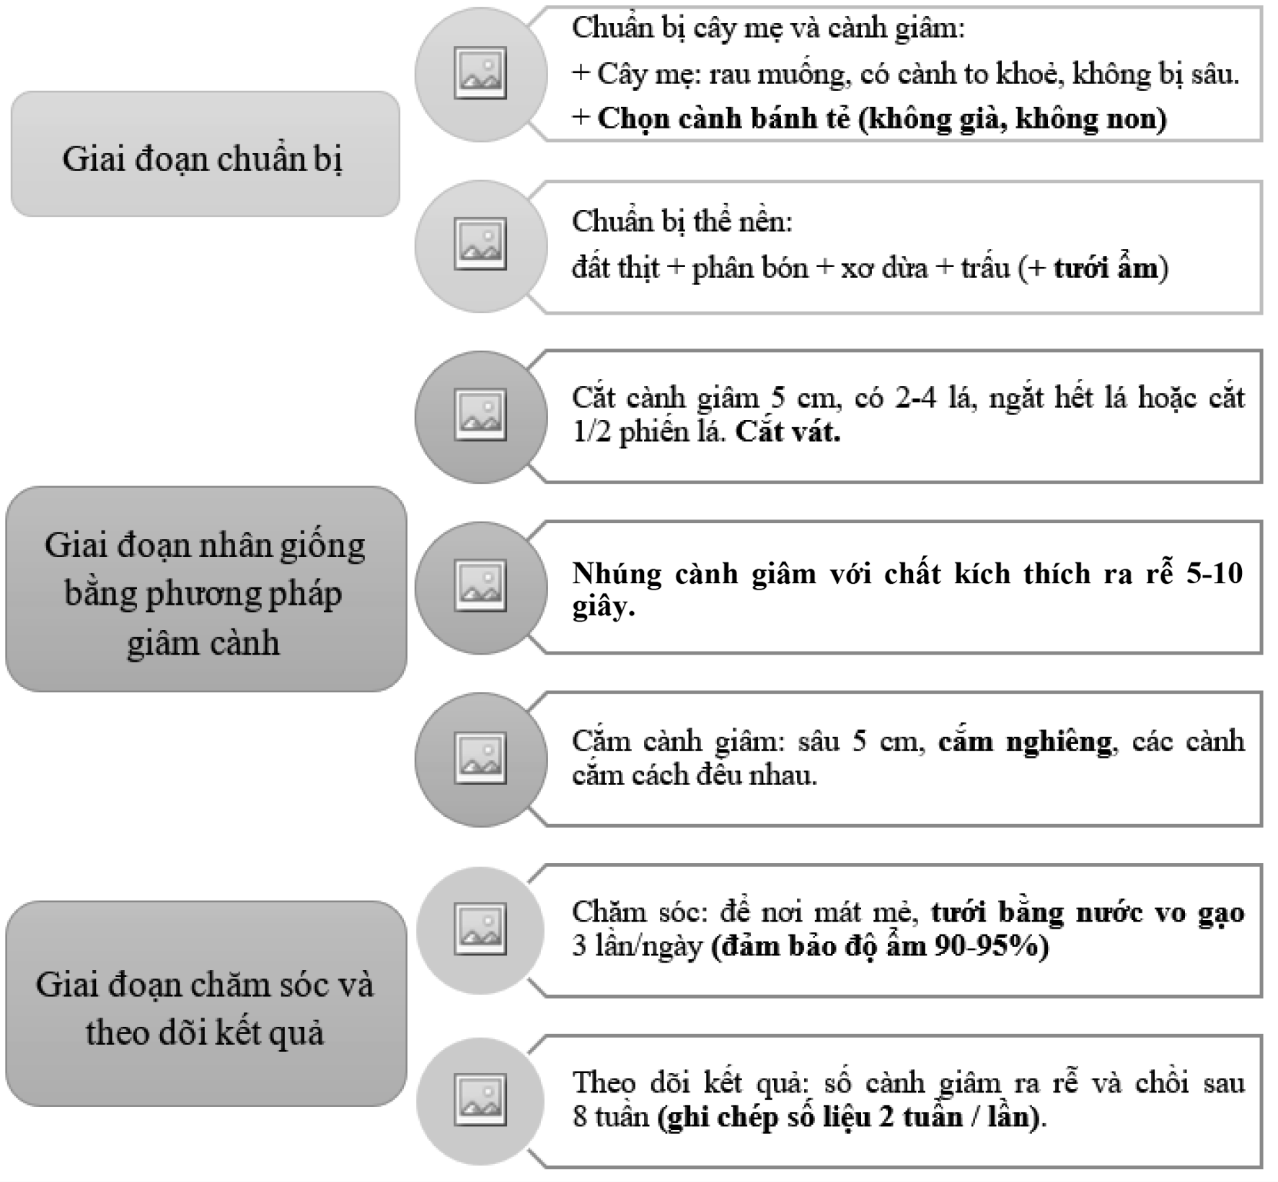 Giai đoạn chuẩn bị
Chuẩn bị cây mẹ và cành giâm:
+ Cây mẹ: rau muống, có cành to khoẻ, không bị sâu.
+ Chọn cành bánh tẻ (không già, không non)
Chuẩn bị thể nền:
đất thịt + phân bón + xơ dừa + trấu (+ tưới ẩm)
Giai đoạn nhân giống
bằng phương pháp
giâm cành
Cắt cành giâm 5 cm, có 2-4 lá, ngắt hết lá hoặc cắt
1/2 phiến lá. Cắt vát.
Nhúng cành giâm với chất kích thích ra rễ 5-10
giây.
Cắm cành giâm: sâu 5 cm, cắm nghiêng, các cành
cắm cách đều nhau.
Giai đoạn chăm sóc và
theo dõi kết quả
Chăm sóc: để nơi mát mẻ, tưới bằng nước vo gạo
3 lần/ngày (đảm bảo độ ẩm 90-95%)
Theo dõi kết quả: số cành giâm ra rễ và chồi sau
8 tuần (ghi chép số liệu 2 tuần / lần).